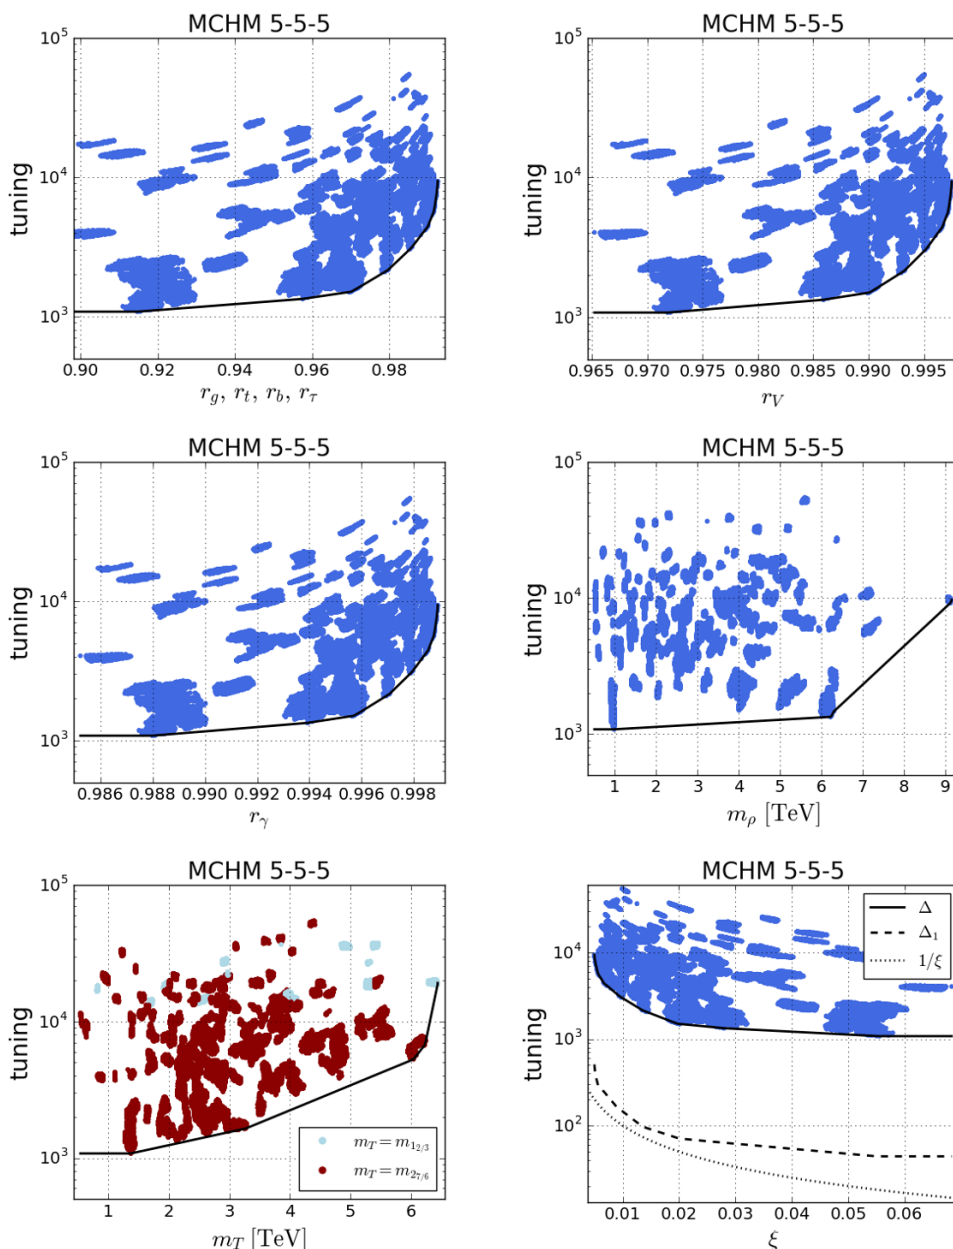 MCHM 5-5-5
10^5
10^4
10^3
tuning
0.90 0.92 0.94 0.96 0.98
r_g, r_t, r_b, r_τ
MCHM 5-5-5
10^5
10^4
10^3
tuning
0.965 0.970 0.975 0.980 0.985 0.990 0.995
r_V
MCHM 5-5-5
10^5
10^4
10^3
tuning
0.986 0.988 0.990 0.992 0.994 0.996 0.998
r_γ
MCHM 5-5-5
10^5
10^4
10^3
tuning
1 2 3 4 5 6 7 8 9
m_ρ [TeV]
MCHM 5-5-5
10^5
10^4
10^3
tuning
m_T = m_{1_{2/3}}
m_T = m_{2_{7/6}}
1 2 3 4 5 6
m_T [TeV]
MCHM 5-5-5
10^4
10^3
10^2
tuning
Δ
Δ_1
1/ξ
0.01 0.02 0.03 0.04 0.05 0.06
ξ